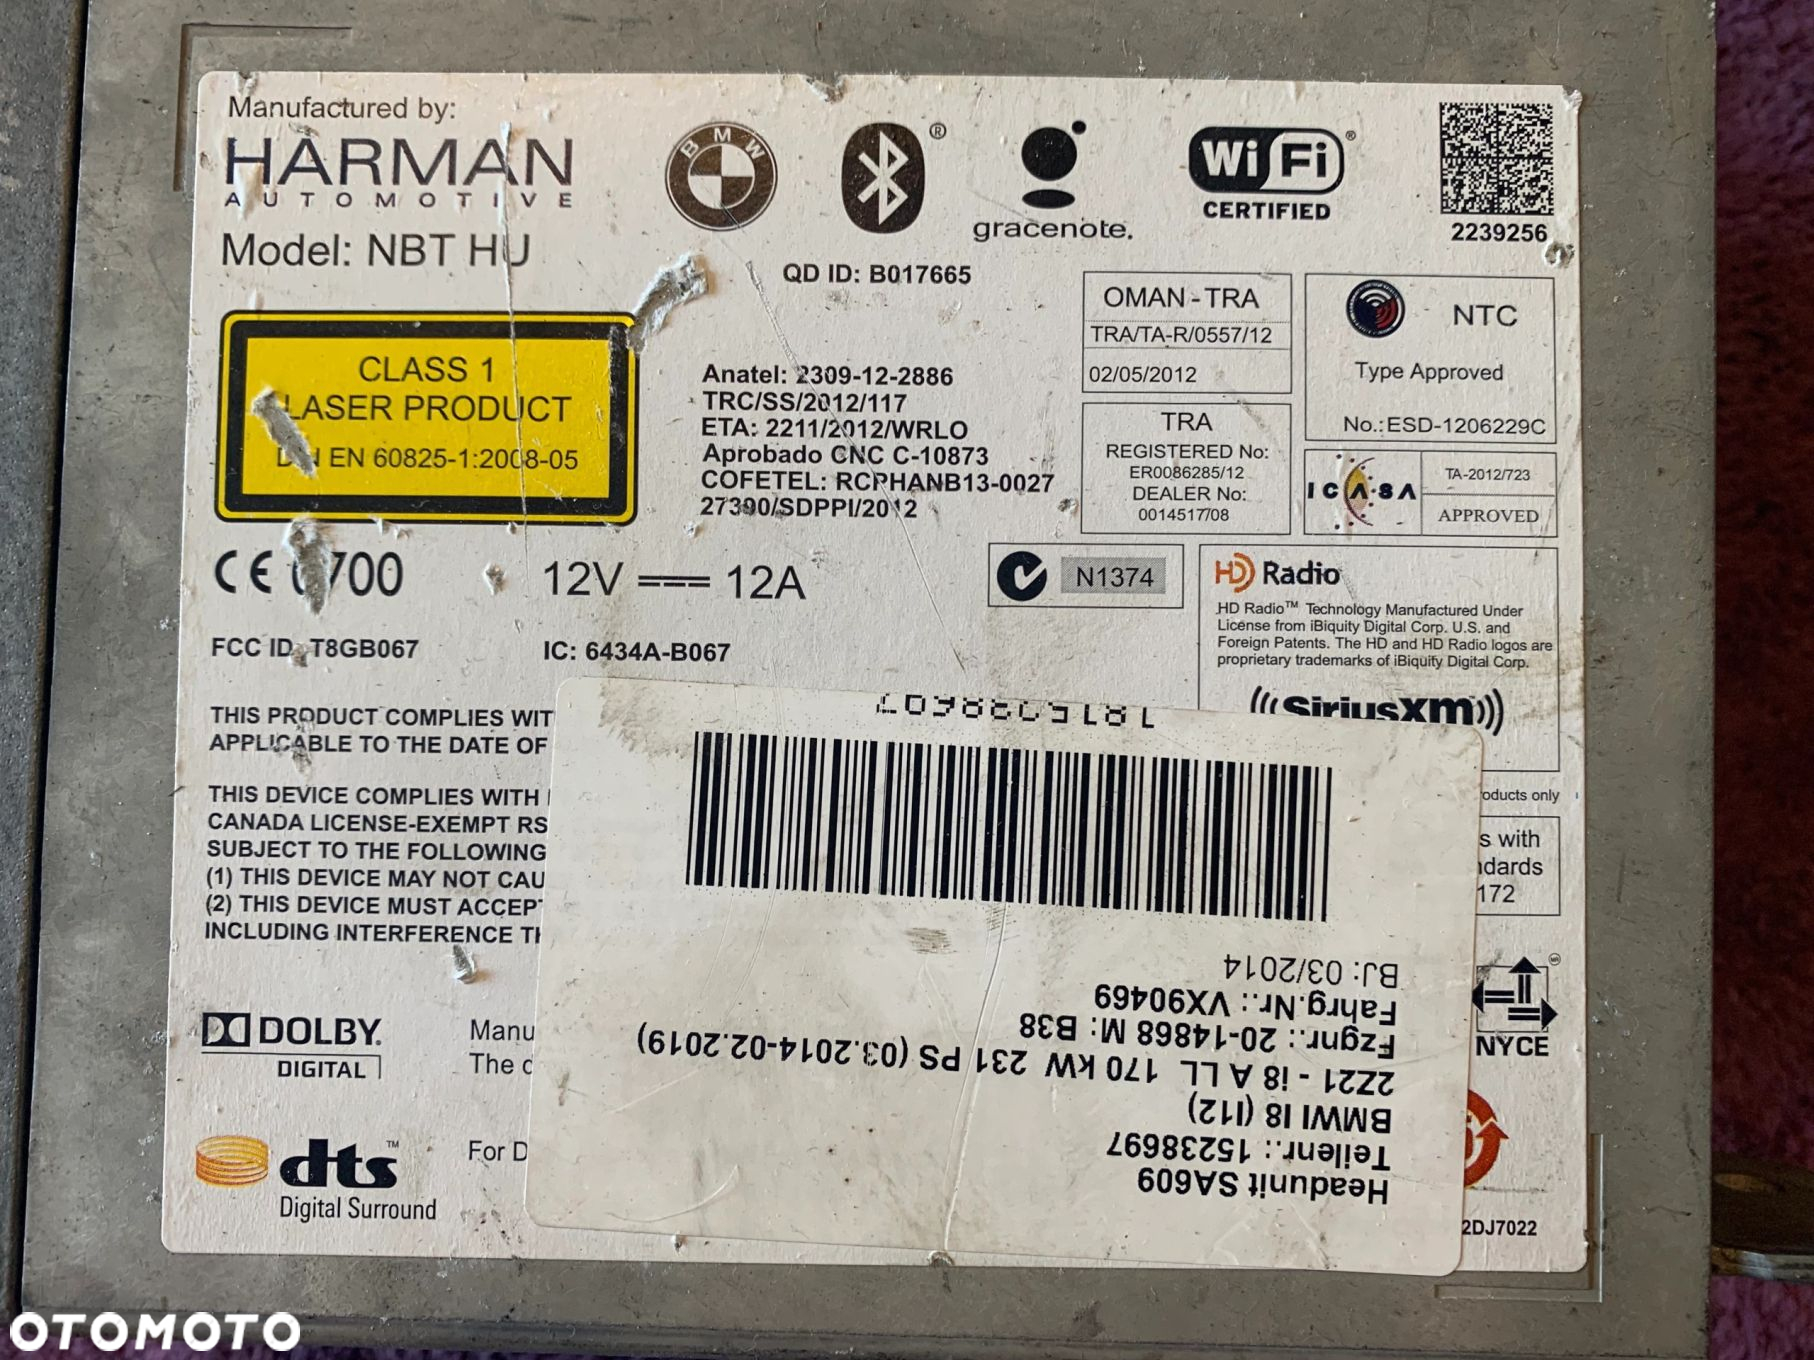 Manufactured by:
HARMAN
AUTOMOTIVE
Model: NBT HU
BMW
®
gracenote.
WiFi®
CERTIFIED
2239256
QD ID: B017665
CLASS 1
LASER PRODUCT
DIN EN 60825-1:2008-05
Anatel: 2309-12-2886
TRC/SS/2012/117
ETA: 2211/2012/WRLO
Aprobado CNC C-10873
COFETEL: RCPHANB13-0027
27390/SDPPI/2012
OMAN-TRA
TRA/TA-R/0557/12
02/05/2012
TRA
REGISTERED No:
ER0086285/12
DEALER No:
0014517708
NTC
Type Approved
No.:ESD-1206229C
ICASA
TA-2012/723
APPROVED
CE 0700
12V 12A
N1374
FCC ID: T8GB067
IC: 6434A-B067
HD Radio
HD Radio™ Technology Manufactured Under
License from iBiquity Digital Corp. U.S. and
Foreign Patents. The HD and HD Radio logos are
proprietary trademarks of iBiquity Digital Corp.
SiriusXM
THIS PRODUCT COMPLIES WIT
APPLICABLE TO THE DATE OF
THIS DEVICE COMPLIES WITH
CANADA LICENSE-EXEMPT RS
SUBJECT TO THE FOLLOWING
(1) THIS DEVICE MAY NOT CAU
(2) THIS DEVICE MUST ACCEPT
INCLUDING INTERFERENCE TH
oducts only
s with
ndards
172
NYCE
2DJ7022
DOLBY
DIGITAL
Manu
The
dts™
Digital Surround
For D
Headunit SA609
Teilenr.: 15238697
BMWI I8 (I12)
2Z21 - i8 A LL 170 kW 231 PS (03.2014-02.2019)
Fzgnr.: 20-14868 M: B38
Fahrg.Nr.: VX90469
BJ: 03/2014
OTOMOTO